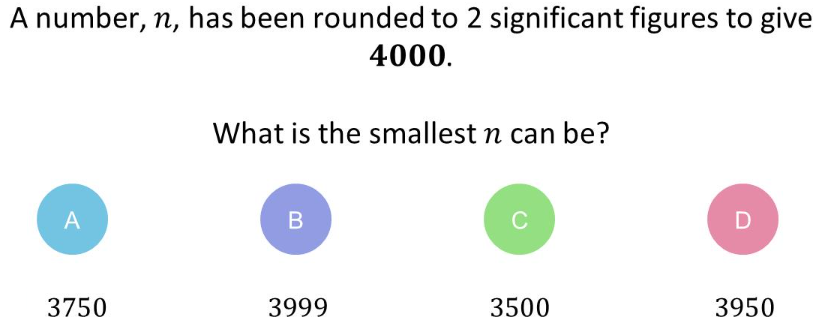 A number, n, has been rounded to 2 significant figures to give
4000.
What is the smallest n can be?
A B C D
3750 3999 3500 3950